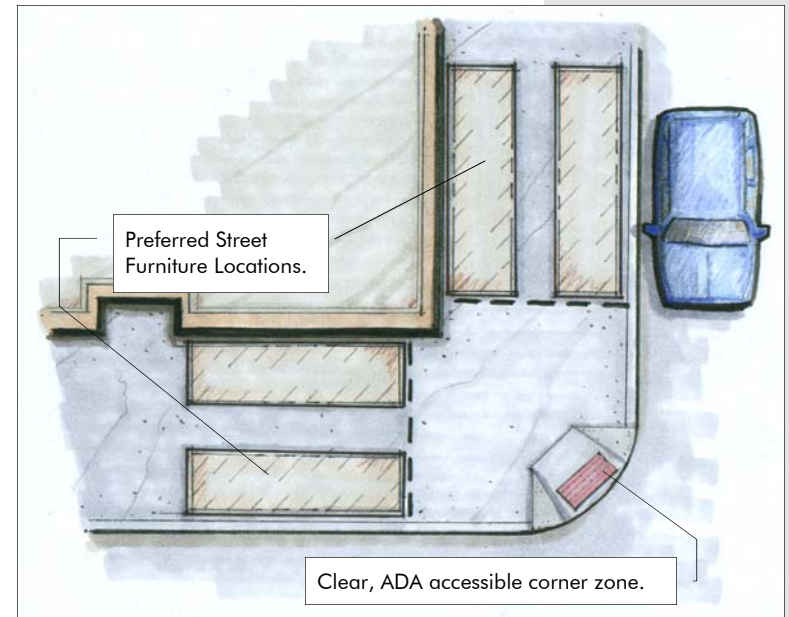 Preferred Street
Furniture Locations.
Clear, ADA accessible corner zone.